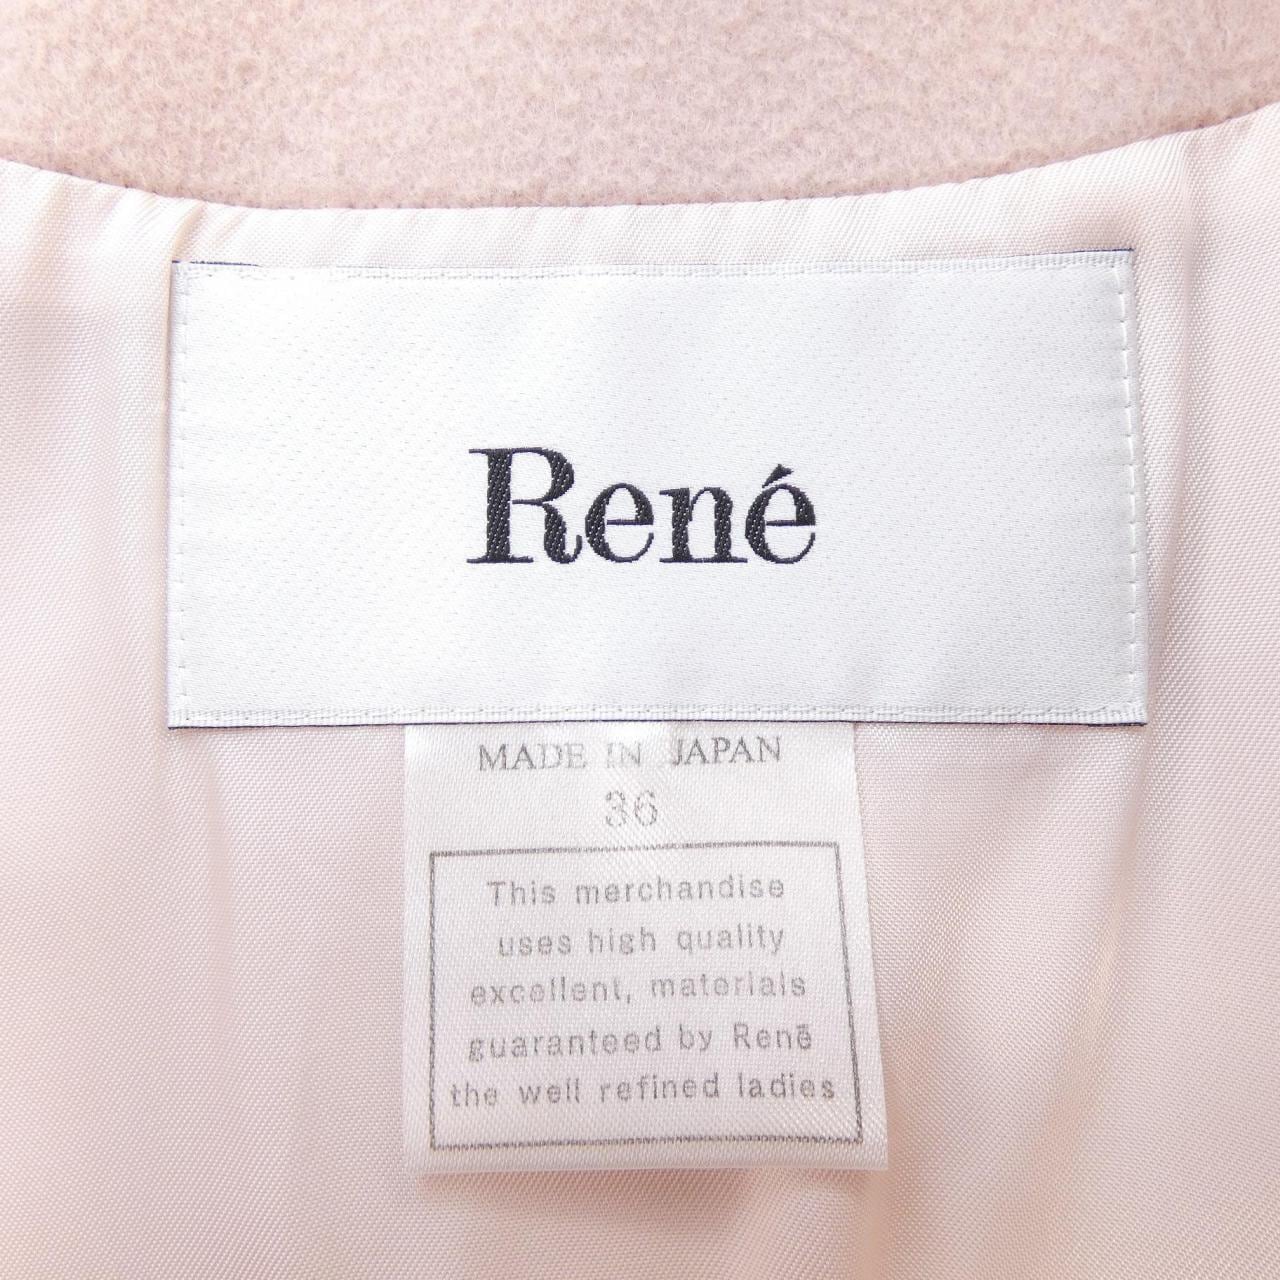 René
MADE IN JAPAN
36
This merchandise
uses high quality
excellent, materials
guaranteed by Renē
the well refined ladies